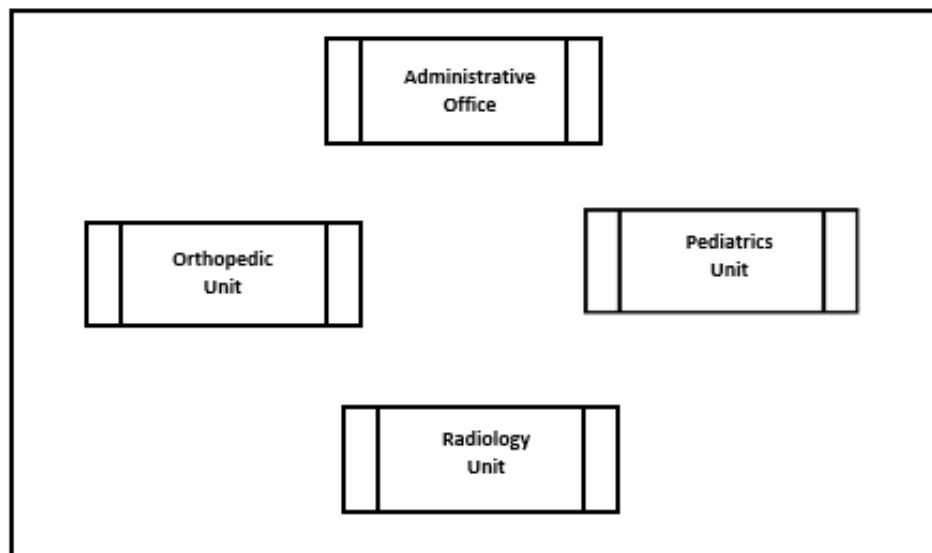 Administrative
Office
Orthopedic
Unit
Pediatrics
Unit
Radiology
Unit